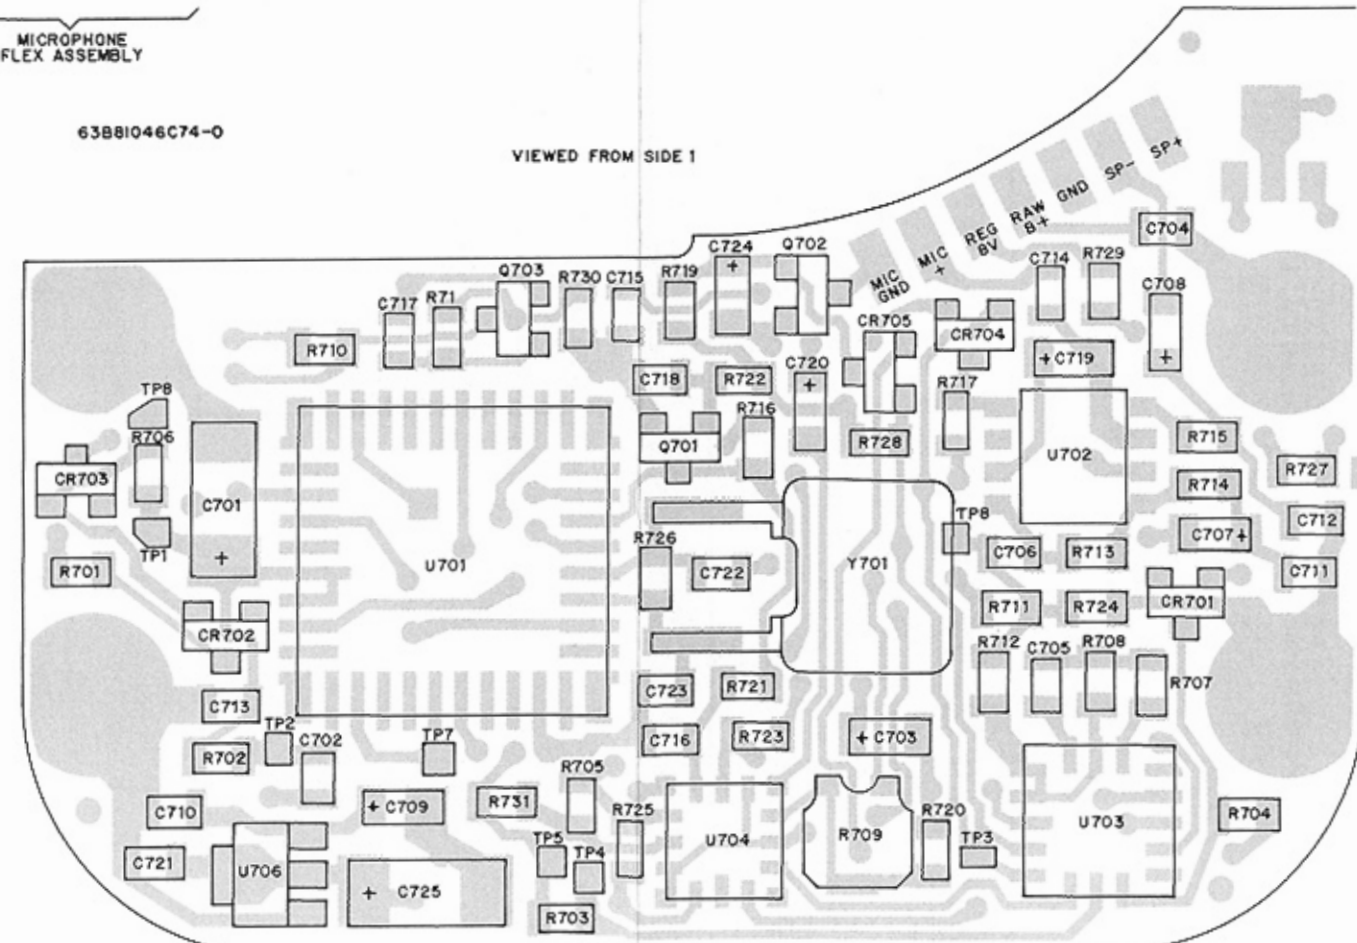 MICROPHONE
FLEX ASSEMBLY
63B81046C74-0
VIEWED FROM SIDE 1
MIC GND
MIC +
REG 8V
RAW B+
GND
SP-
SP+
C704
C724
Q702
Q703
R730
C715
R719
C714
R729
C717
R71
C708
CR705
CR704
R710
C719
C720
C718
R722
TP8
R717
R716
R706
R715
Q701
R728
U702
CR703
R727
R714
C701
TP8
C712
C707
TP1
R726
C706
R713
U701
Y701
R701
C722
C711
R711
R724
CR701
CR702
R712
C705
R708
C723
R721
R707
C713
TP2
C702
TP7
C716
R723
C703
R702
R705
C710
C709
R731
R725
R720
R704
U703
TP5
TP4
U704
R709
TP3
C721
U706
C725
R703